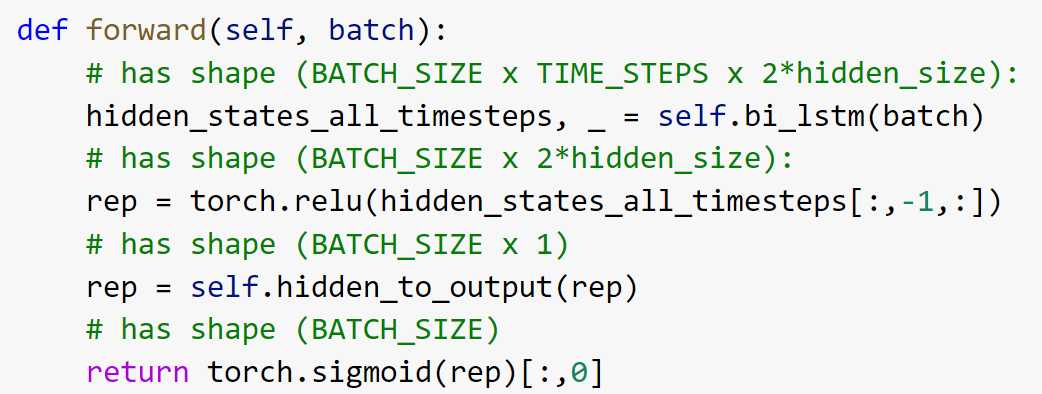 def forward(self, batch):
    # has shape (BATCH_SIZE x TIME_STEPS x 2*hidden_size):
    hidden_states_all_timesteps, _ = self.bi_lstm(batch)
    # has shape (BATCH_SIZE x 2*hidden_size):
    rep = torch.relu(hidden_states_all_timesteps[:,-1,:])
    # has shape (BATCH_SIZE x 1)
    rep = self.hidden_to_output(rep)
    # has shape (BATCH_SIZE)
    return torch.sigmoid(rep)[:,0]